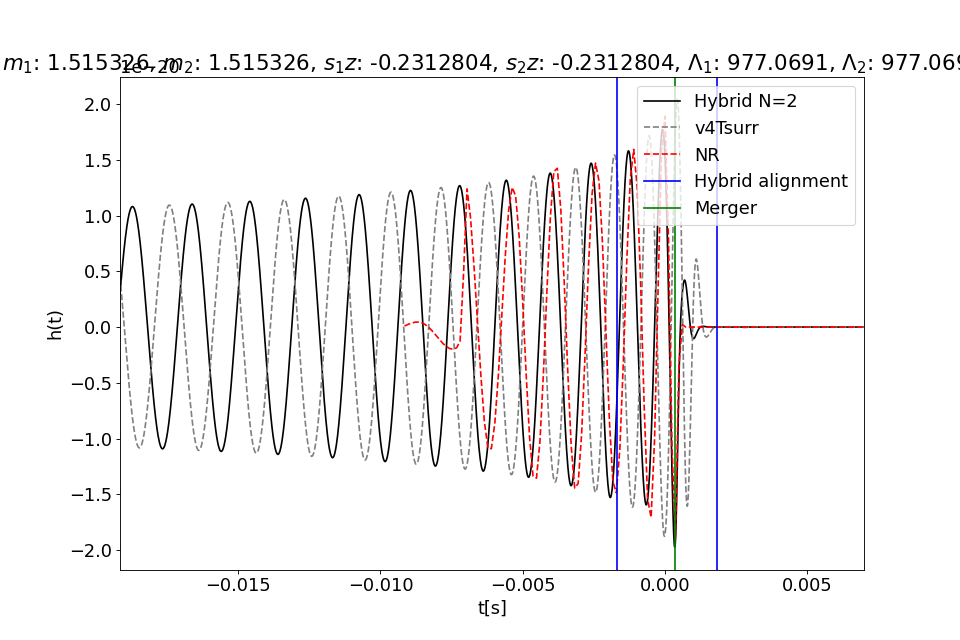 m₁: 1.515326, m₂: 1.515326, s₁z: -0.2312804, s₂z: -0.2312804, Λ₁: 977.0691, Λ₂: 977.069
1e−20
2.0
1.5
1.0
0.5
0.0
−0.5
−1.0
−1.5
−2.0
h(t)
Hybrid N=2
v4Tsurr
NR
Hybrid alignment
Merger
−0.015
−0.010
−0.005
0.000
0.005
t[s]